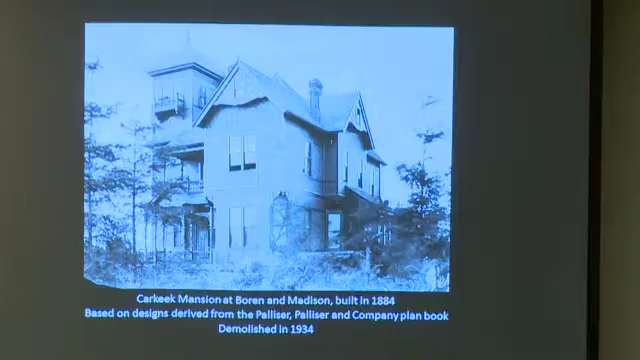 Carkeek Mansion at Boren and Madison, built in 1884
Based on designs derived from the Palliser, Palliser and Company plan book
Demolished in 1934